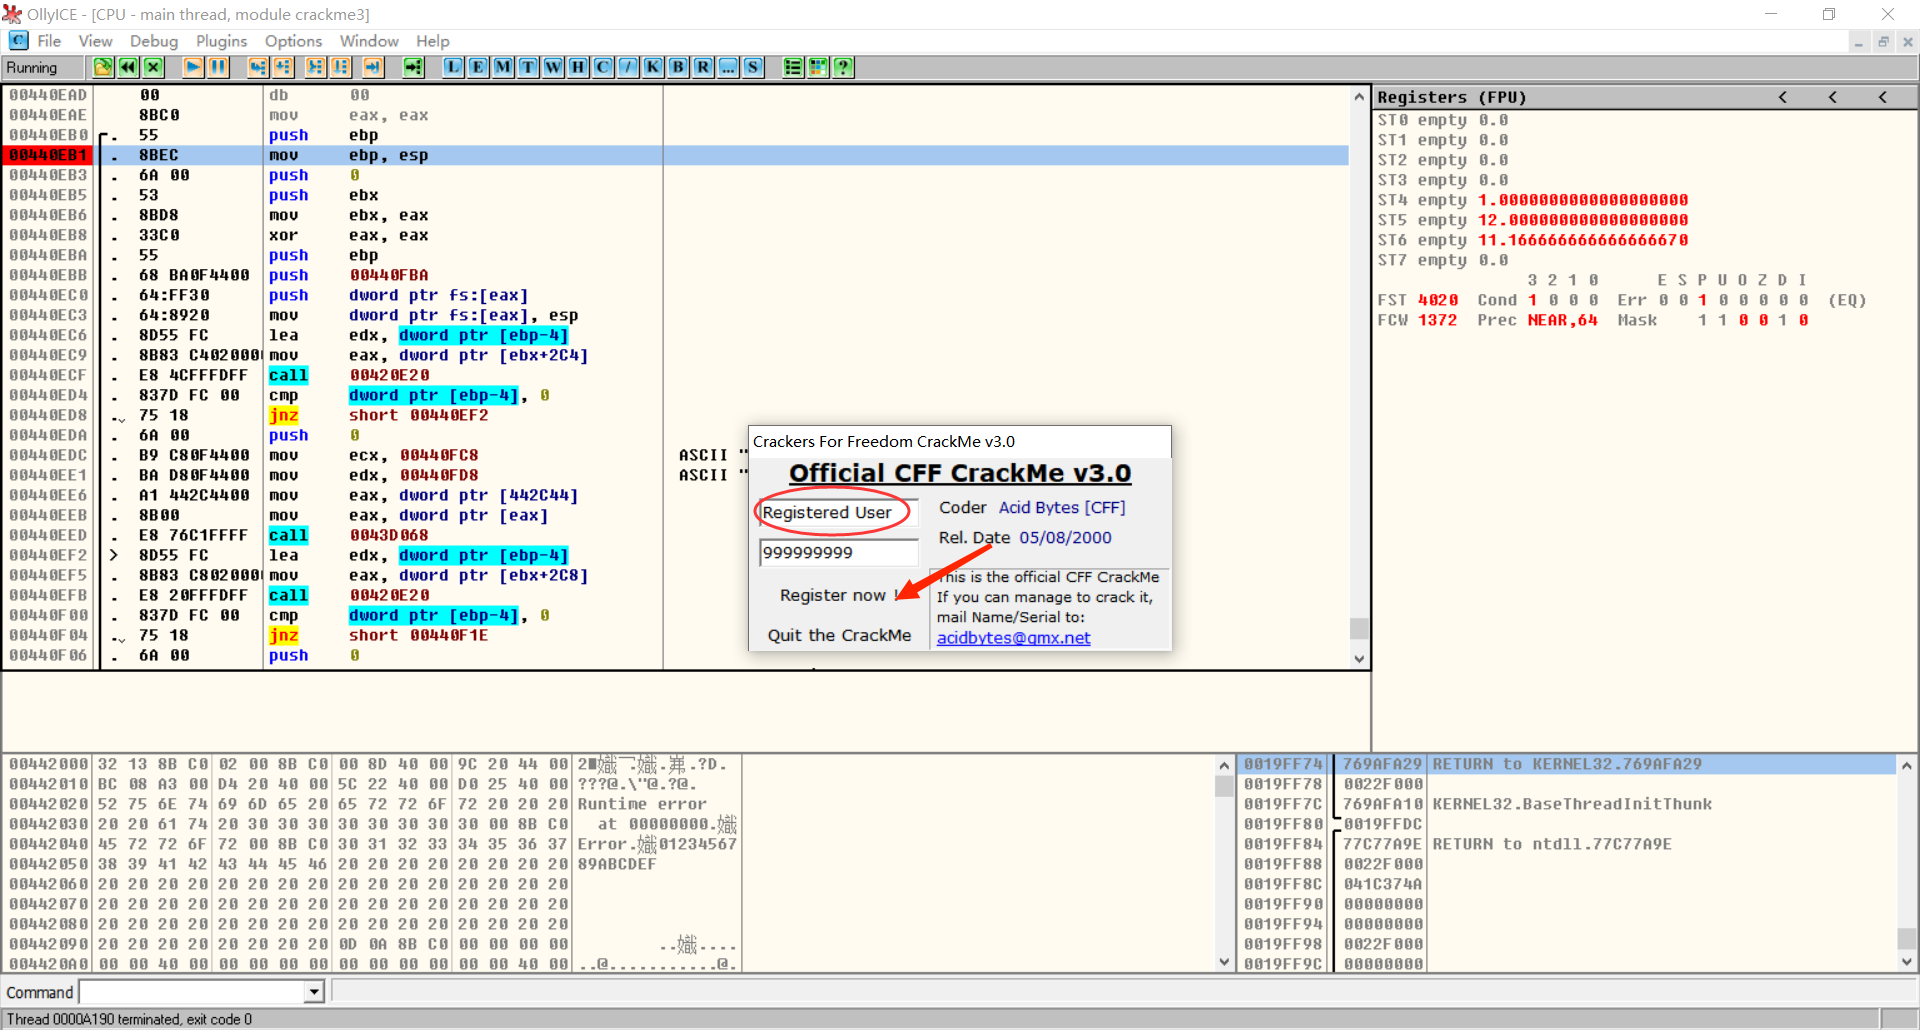 OllyICE - [CPU - main thread, module crackme3]
File View Debug Plugins Options Window Help
Running L E M T W H C / K B R ... S ?
00440EAD 00 db 00
00440EAE 8BC0 mov eax, eax
00440EB0 . 55 push ebp
00440EB1 . 8BEC mov ebp, esp
00440EB3 . 6A 00 push 0
00440EB5 . 53 push ebx
00440EB6 . 8BD8 mov ebx, eax
00440EB8 . 33C0 xor eax, eax
00440EBA . 55 push ebp
00440EBB . 68 BA0F4400 push 00440FBA
00440EC0 . 64:FF30 push dword ptr fs:[eax]
00440EC3 . 64:8920 mov dword ptr fs:[eax], esp
00440EC6 . 8D55 FC lea edx, dword ptr [ebp-4]
00440EC9 . 8B83 C4020000 mov eax, dword ptr [ebx+2C4]
00440ECF . E8 4CFFFDFF call 00420E20
00440ED4 . 837D FC 00 cmp dword ptr [ebp-4], 0
00440ED8 . 75 18 jnz short 00440EF2
00440EDA . 6A 00 push 0
00440EDC . B9 C80F4400 mov ecx, 00440FC8 ASCII "
00440EE1 . BA D80F4400 mov edx, 00440FD8 ASCII "
00440EE6 . A1 442C4400 mov eax, dword ptr [442C44]
00440EEB . 8B00 mov eax, dword ptr [eax]
00440EED . E8 76C1FFFF call 0043D068
00440EF2 > 8D55 FC lea edx, dword ptr [ebp-4]
00440EF5 . 8B83 C8020000 mov eax, dword ptr [ebx+2C8]
00440EFB . E8 20FFFDFF call 00420E20
00440F00 . 837D FC 00 cmp dword ptr [ebp-4], 0
00440F04 . 75 18 jnz short 00440F1E
00440F06 . 6A 00 push 0
Registers (FPU) < < <
ST0 empty 0.0
ST1 empty 0.0
ST2 empty 0.0
ST3 empty 0.0
ST4 empty 1.0000000000000000000
ST5 empty 12.000000000000000000
ST6 empty 11.166666666666666670
ST7 empty 0.0
3 2 1 0 E S P U O Z D I
FST 4020 Cond 1 0 0 0 Err 0 0 1 0 0 0 0 0 (EQ)
FCW 1372 Prec NEAR,64 Mask 1 1 0 0 1 0
Crackers For Freedom CrackMe v3.0
Official CFF CrackMe v3.0
Registered User
999999999
Register now !
Quit the CrackMe
Coder Acid Bytes [CFF]
Rel. Date 05/08/2000
This is the official CFF CrackMe
If you can manage to crack it,
mail Name/Serial to:
acidbytes@gmx.net
00442000 32 13 8B C0 02 00 8B C0 00 8D 40 00 9C 20 44 00
00442010 BC 08 A3 00 D4 20 40 00 5C 22 40 00 D0 25 40 00 ???@.\"@.?@.
00442020 52 75 6E 74 69 6D 65 20 65 72 72 6F 72 20 20 20 Runtime error
00442030 20 20 61 74 20 30 30 30 30 30 30 30 30 00 8B C0 at 00000000.
00442040 45 72 72 6F 72 00 8B C0 30 31 32 33 34 35 36 37 Error. 01234567
00442050 38 39 41 42 43 44 45 46 20 20 20 20 20 20 20 20 89ABCDEF
00442060 20 20 20 20 20 20 20 20 20 20 20 20 20 20 20 20
00442070 20 20 20 20 20 20 20 20 20 20 20 20 20 20 20 20
00442080 20 20 20 20 20 20 20 20 20 20 20 20 20 20 20 20
00442090 20 20 20 20 20 20 20 20 0D 0A 8B C0 00 00 00 00
004420A0 00 00 40 00 00 00 00 00 00 00 00 00 00 00 40 00 ..@...........@.
0019FF74 769AFA29 RETURN to KERNEL32.769AFA29
0019FF78 0022F000
0019FF7C 769AFA10 KERNEL32.BaseThreadInitThunk
0019FF80 0019FFDC
0019FF84 77C77A9E RETURN to ntdll.77C77A9E
0019FF88 0022F000
0019FF8C 041C374A
0019FF90 00000000
0019FF94 00000000
0019FF98 0022F000
0019FF9C 00000000
Command
Thread 0000A190 terminated, exit code 0